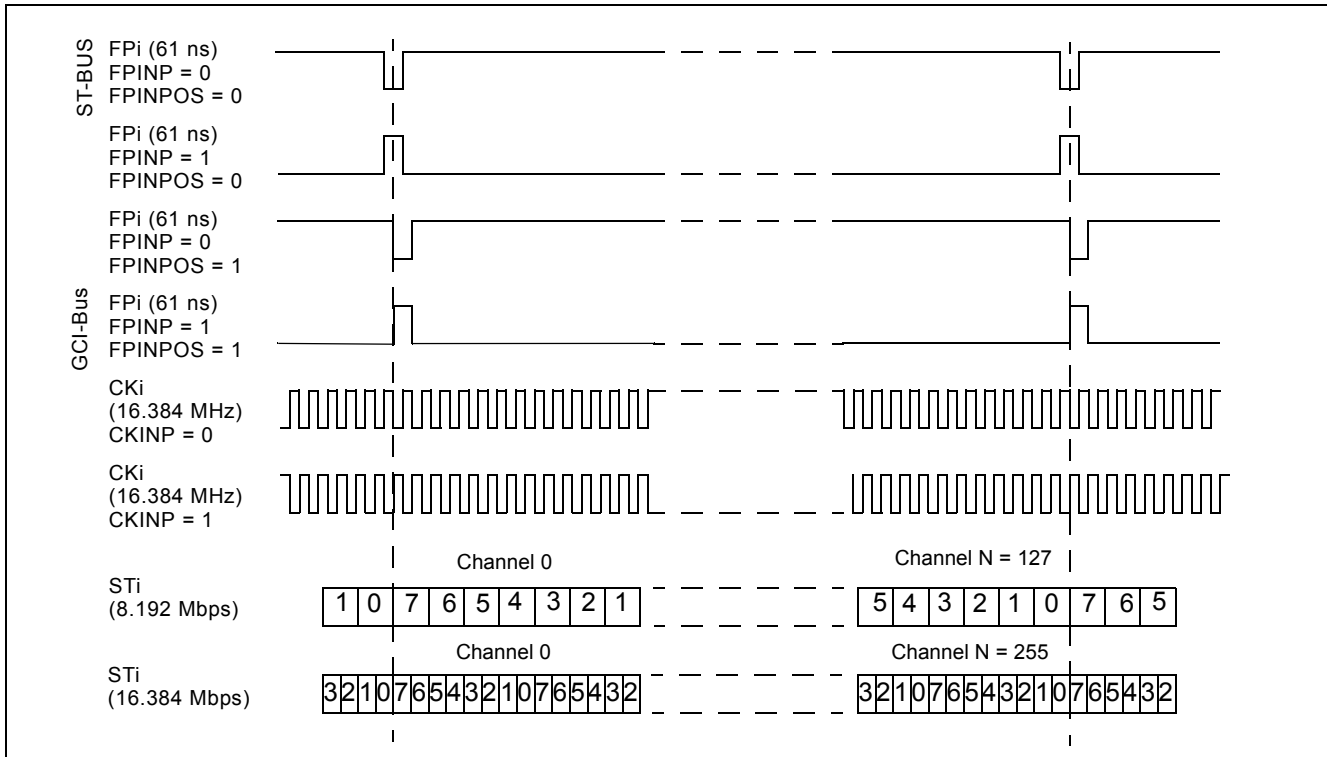 ST-BUS
FPi (61 ns)
FPINP = 0
FPINPOS = 0
FPi (61 ns)
FPINP = 1
FPINPOS = 0
FPi (61 ns)
FPINP = 0
FPINPOS = 1
GCI-Bus
FPi (61 ns)
FPINP = 1
FPINPOS = 1
CKi
(16.384 MHz)
CKINP = 0
CKi
(16.384 MHz)
CKINP = 1
Channel 0
Channel N = 127
STi
(8.192 Mbps)
1 0 7 6 5 4 3 2 1
5 4 3 2 1 0 7 6 5
Channel 0
Channel N = 255
STi
(16.384 Mbps)
3 2 1 0 7 6 5 4 3 2 1 0 7 6 5 4 3 2
3 2 1 0 7 6 5 4 3 2 1 0 7 6 5 4 3 2